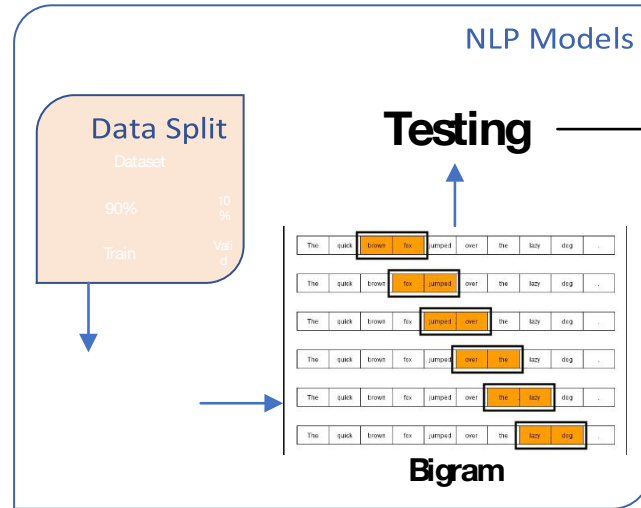 NLP Models
Data Split
Dataset
90%
10
%
Train
Vali
d
Testing
The quick brown fox jumped over the lazy dog .
The quick brown fox jumped over the lazy dog .
The quick brown fox jumped over the lazy dog .
The quick brown fox jumped over the lazy dog .
The quick brown fox jumped over the lazy dog .
The quick brown fox jumped over the lazy dog .
Bigram